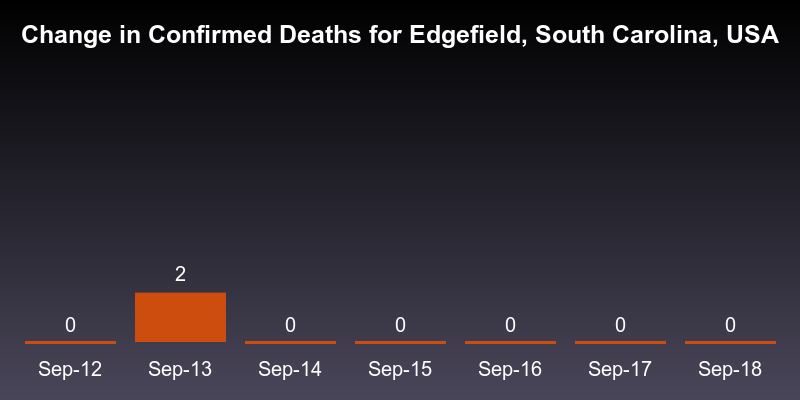 Change in Confirmed Deaths for Edgefield, South Carolina, USA
2
0 0 0 0 0 0
Sep-12 Sep-13 Sep-14 Sep-15 Sep-16 Sep-17 Sep-18